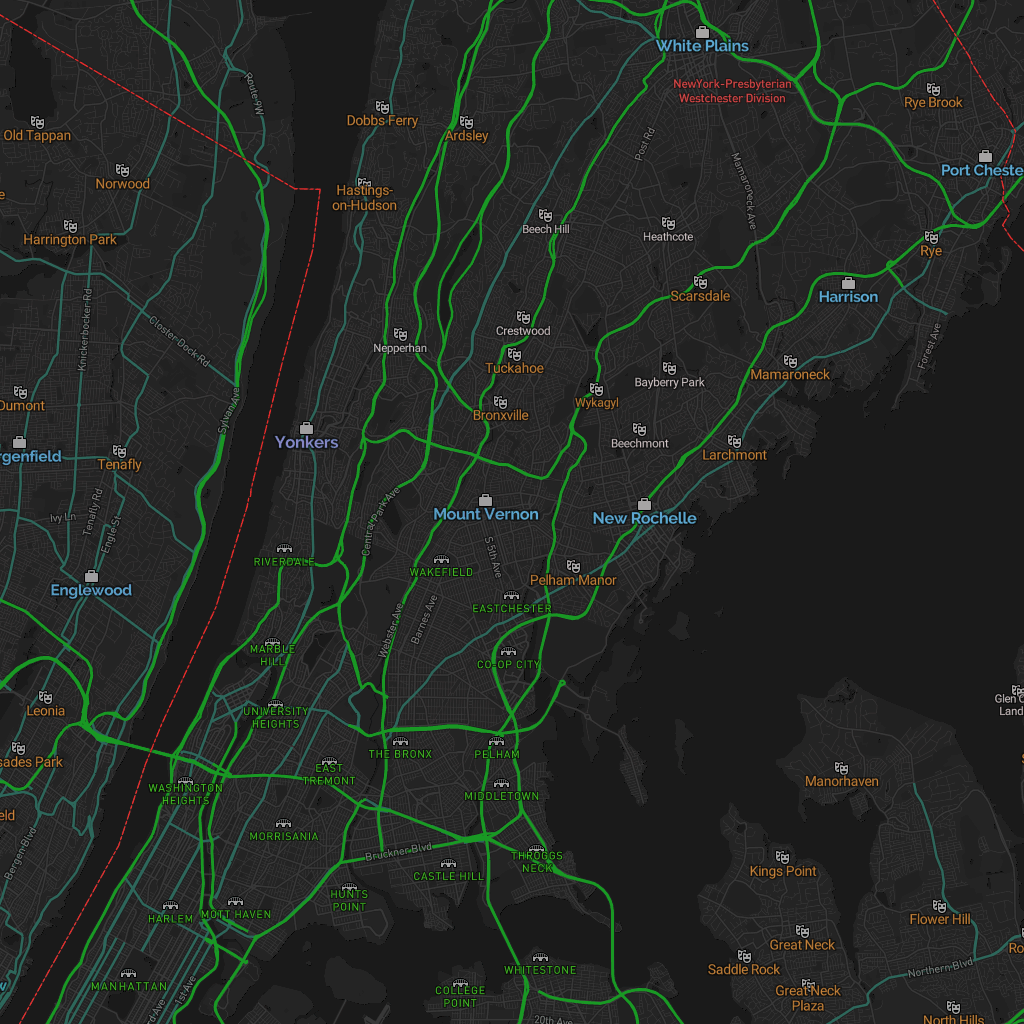 White Plains
Route 9W
NewYork-Presbyterian
Westchester Division
Rye Brook
Dobbs Ferry
Ardsley
Old Tappan
Post Rd
Port Cheste
Norwood
Mamaroneck Ave
Hastings-
on-Hudson
e
Beech Hill
Heathcote
Harrington Park
Rye
Scarsdale
Harrison
Knickerbocker Rd
Closter Dock Rd
Crestwood
Nepperhan
Forest Ave
Tuckahoe
Bayberry Park
Mamaroneck
Dumont
Sylvan Ave
Wykagyl
Bronxville
Yonkers
Beechmont
rgenfield
Tenafly
Larchmont
Tenafly Rd
Engle St
Ivy Ln
Central Park Ave
Mount Vernon
New Rochelle
S 5th Ave
RIVERDALE
WAKEFIELD
Pelham Manor
Englewood
EASTCHESTER
Webster Ave
Barnes Ave
MARBLE
HILL
CO-OP CITY
Leonia
UNIVERSITY
HEIGHTS
Glen C
Land
THE BRONX
PELHAM
sades Park
EAST
TREMONT
Manorhaven
WASHINGTON
HEIGHTS
MIDDLETOWN
eld
MORRISANIA
Bergen Blvd
Bruckner Blvd
THROGGS
NECK
CASTLE HILL
Kings Point
HUNTS
POINT
HARLEM
MOTT HAVEN
Flower Hill
Great Neck
Ro
Saddle Rock
WHITESTONE
Northern Blvd
MANHATTAN
1st Ave
COLLEGE
POINT
Great Neck
Plaza
w
rd Ave
20th Ave
North Hills